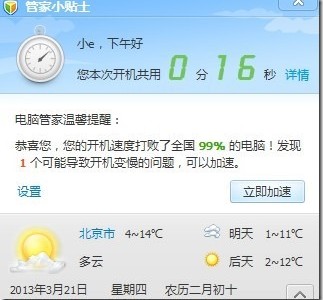 管家小贴士
小e，下午好
您本次开机共用 0 分 16 秒 详情
电脑管家温馨提醒：
恭喜您，您的开机速度打败了全国 99% 的电脑！发现
1 个可能导致开机变慢的问题，可以加速。
设置 立即加速
北京市 4~14℃ 明天 1~11℃
多云 后天 2~12℃
2013年3月21日 星期四 农历二月初十